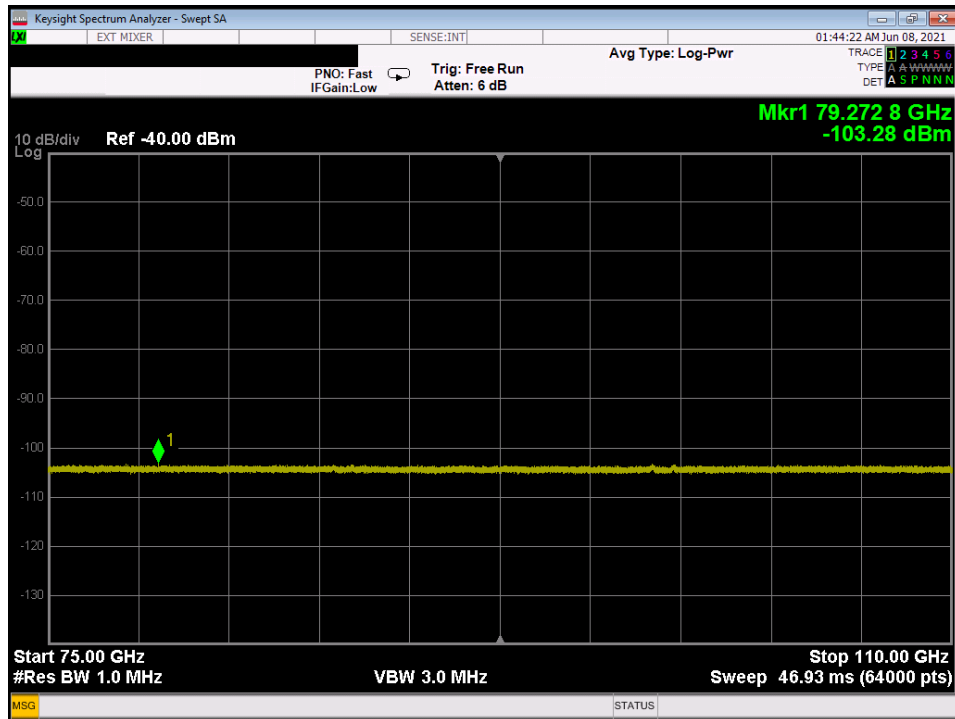 Keysight Spectrum Analyzer - Swept SA
LXI EXT MIXER SENSE:INT 01:44:22 AM Jun 08, 2021
PNO: Fast Trig: Free Run Avg Type: Log-Pwr TRACE 1 2 3 4 5 6
IFGain:Low Atten: 6 dB TYPE A A W W W W W
DET A S P N N N
Mkr1 79.272 8 GHz
10 dB/div Ref -40.00 dBm -103.28 dBm
Log
-50.0
-60.0
-70.0
-80.0
-90.0
1
-100
-110
-120
-130
Start 75.00 GHz Stop 110.00 GHz
#Res BW 1.0 MHz VBW 3.0 MHz Sweep 46.93 ms (64000 pts)
MSG STATUS